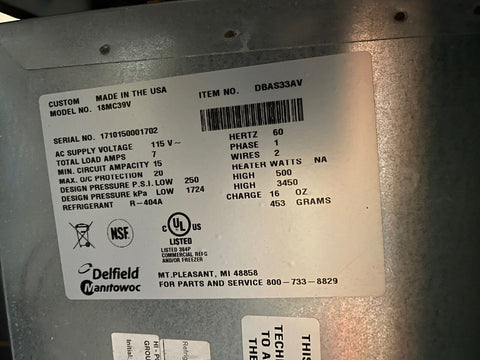 CUSTOM MADE IN THE USA
MODEL NO. 18MC39V
ITEM NO. DBAS33AV
SERIAL NO. 1710150001702
AC SUPPLY VOLTAGE 115 V~
TOTAL LOAD AMPS 7
MIN. CIRCUIT AMPACITY 15
MAX. O/C PROTECTION 20
DESIGN PRESSURE P.S.I. LOW 250
DESIGN PRESSURE kPa LOW 1724
REFRIGERANT R-404A
HERTZ 60
PHASE 1
WIRES 2
HEATER WATTS NA
HIGH 500
HIGH 3450
CHARGE 16 OZ
453 GRAMS
NSF
c UL US
LISTED
LISTED 384P
COMMERCIAL REFG
AND/OR FREEZER
Delfield
Manitowoc
MT.PLEASANT, MI 48858
FOR PARTS AND SERVICE 800-733-8829
Hi - P
GROU
Initial:
THIS
TECH
TO A
THE